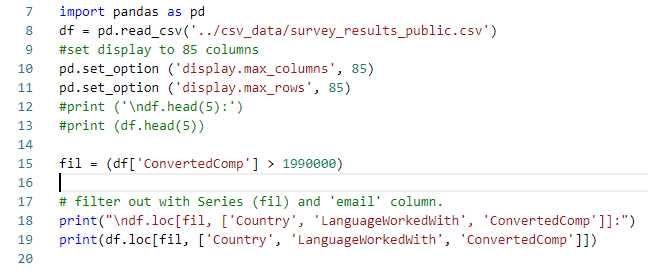 7 import pandas as pd
8 df = pd.read_csv('../csv_data/survey_results_public.csv')
9 #set display to 85 columns
10 pd.set_option ('display.max_columns', 85)
11 pd.set_option ('display.max_rows', 85)
12 #print ('\ndf.head(5):')
13 #print (df.head(5))
14
15 fil = (df['ConvertedComp'] > 1990000)
16
17 # filter out with Series (fil) and 'email' column.
18 print("\ndf.loc[fil, ['Country', 'LanguageWorkedWith', 'ConvertedComp']]:")
19 print(df.loc[fil, ['Country', 'LanguageWorkedWith', 'ConvertedComp']])
20